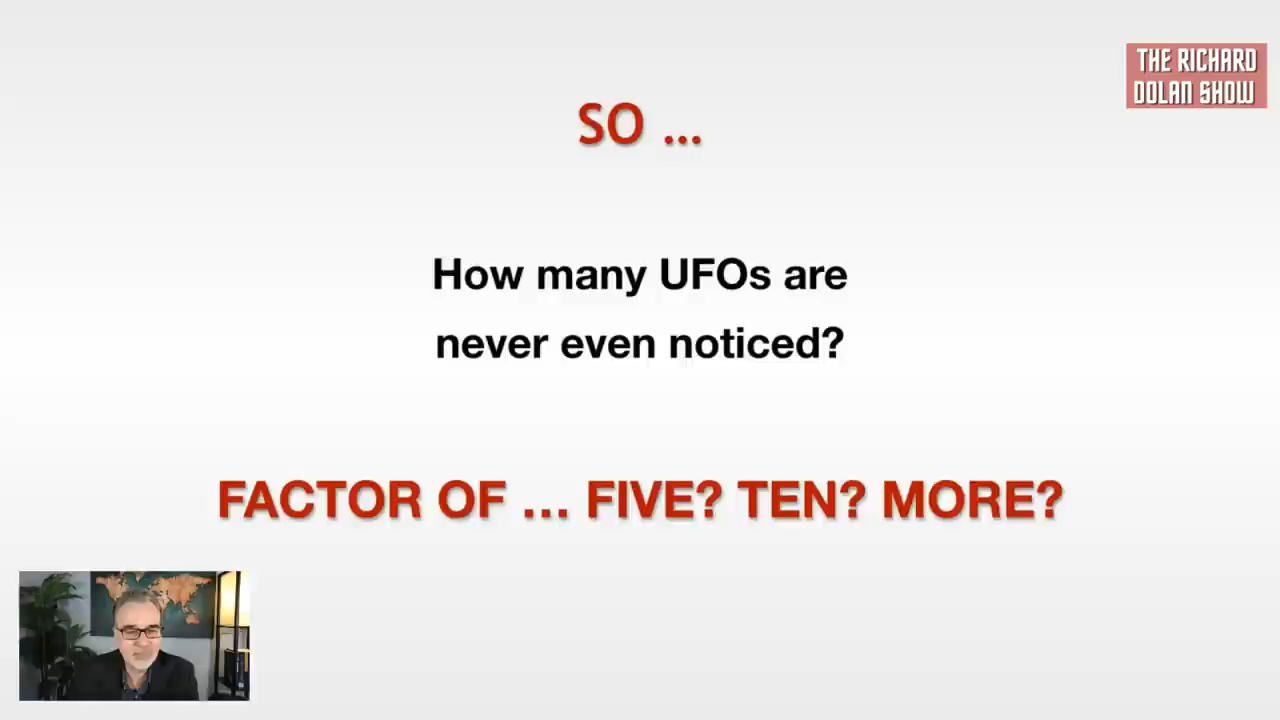 THE RICHARD
DOLAN SHOW
SO ...
How many UFOs are
never even noticed?
FACTOR OF ... FIVE? TEN? MORE?